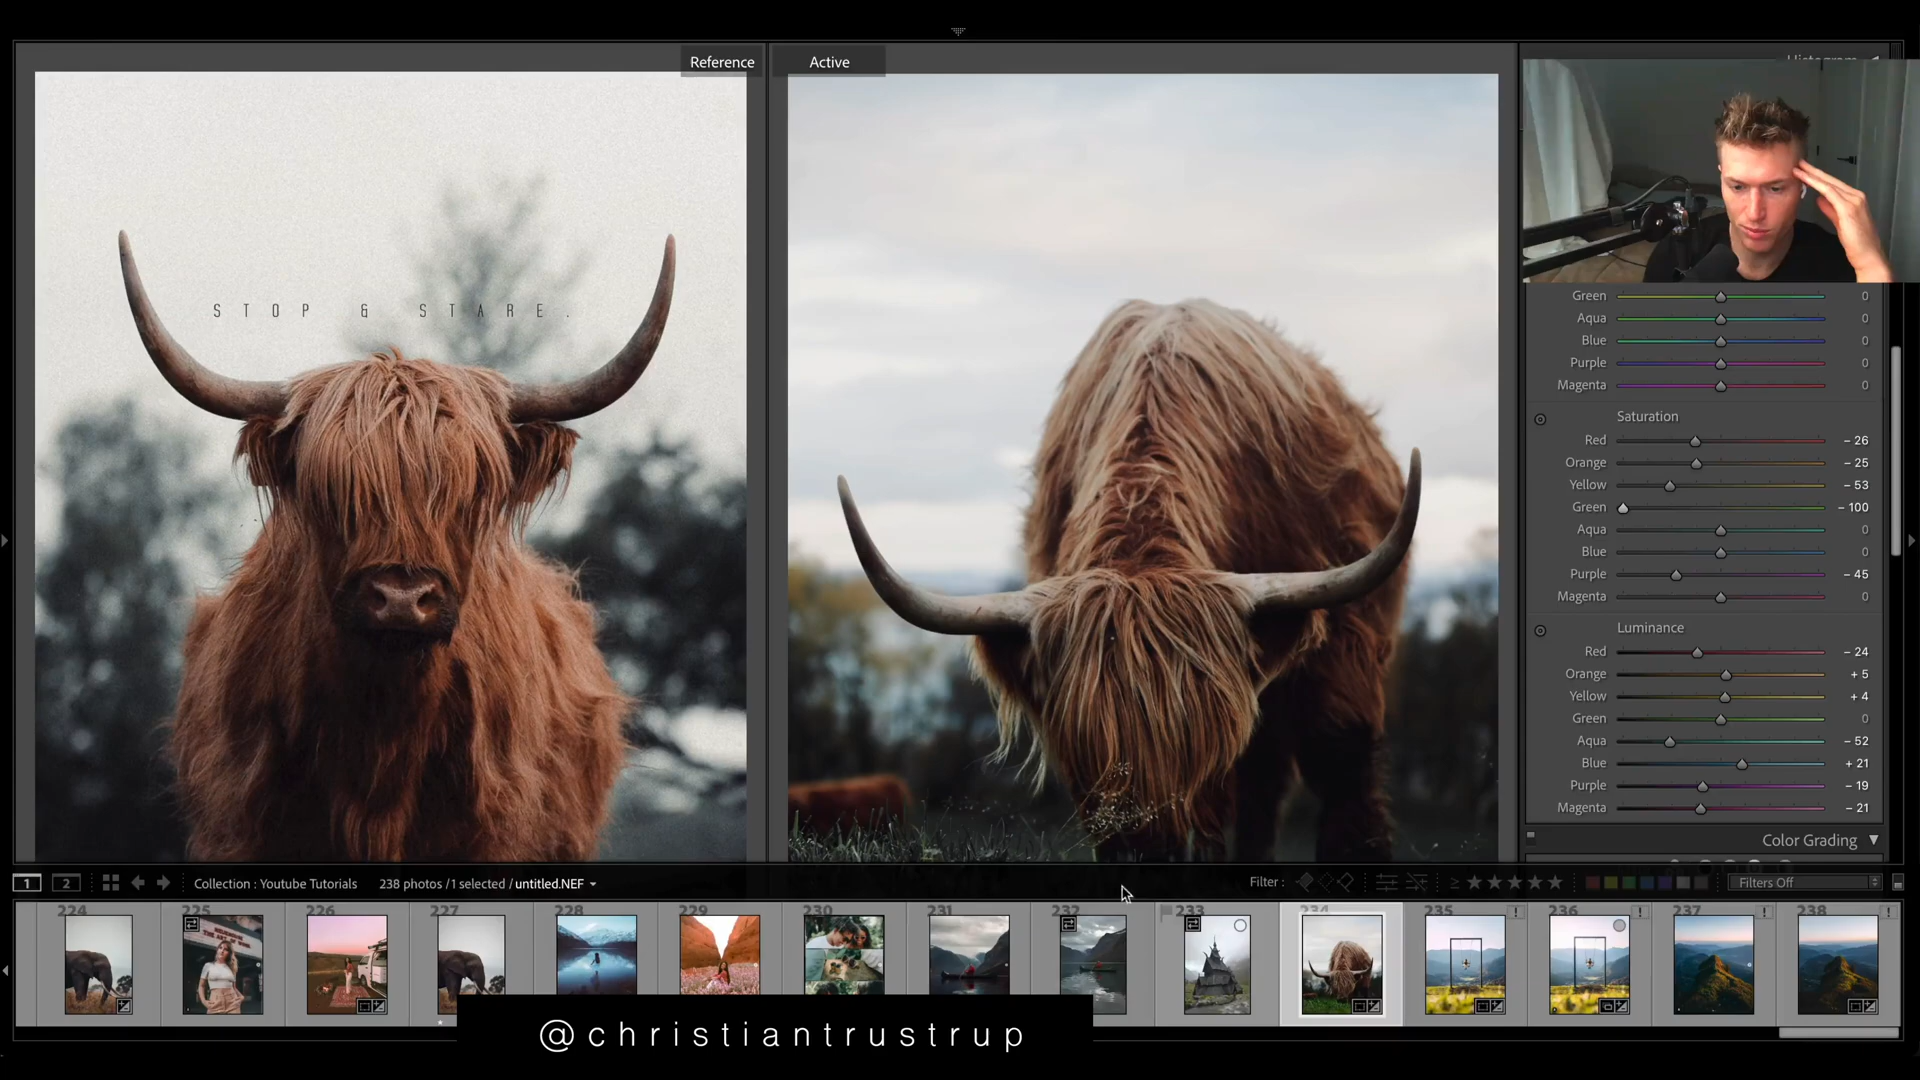 Reference
Active
Histogram
STOP & STARE.
Green 0
Aqua 0
Blue 0
Purple 0
Magenta 0
Saturation
Red - 26
Orange - 25
Yellow - 53
Green - 100
Aqua 0
Blue 0
Purple - 45
Magenta 0
Luminance
Red - 24
Orange + 5
Yellow + 4
Green 0
Aqua - 52
Blue + 21
Purple - 19
Magenta - 21
Color Grading
1 2 Collection : Youtube Tutorials 238 photos / 1 selected / untitled.NEF Filter : ≥ Filters Off
224 225 226 227 228 229 230 231 232 233 234 235 236 237 238
@christiantrustrup